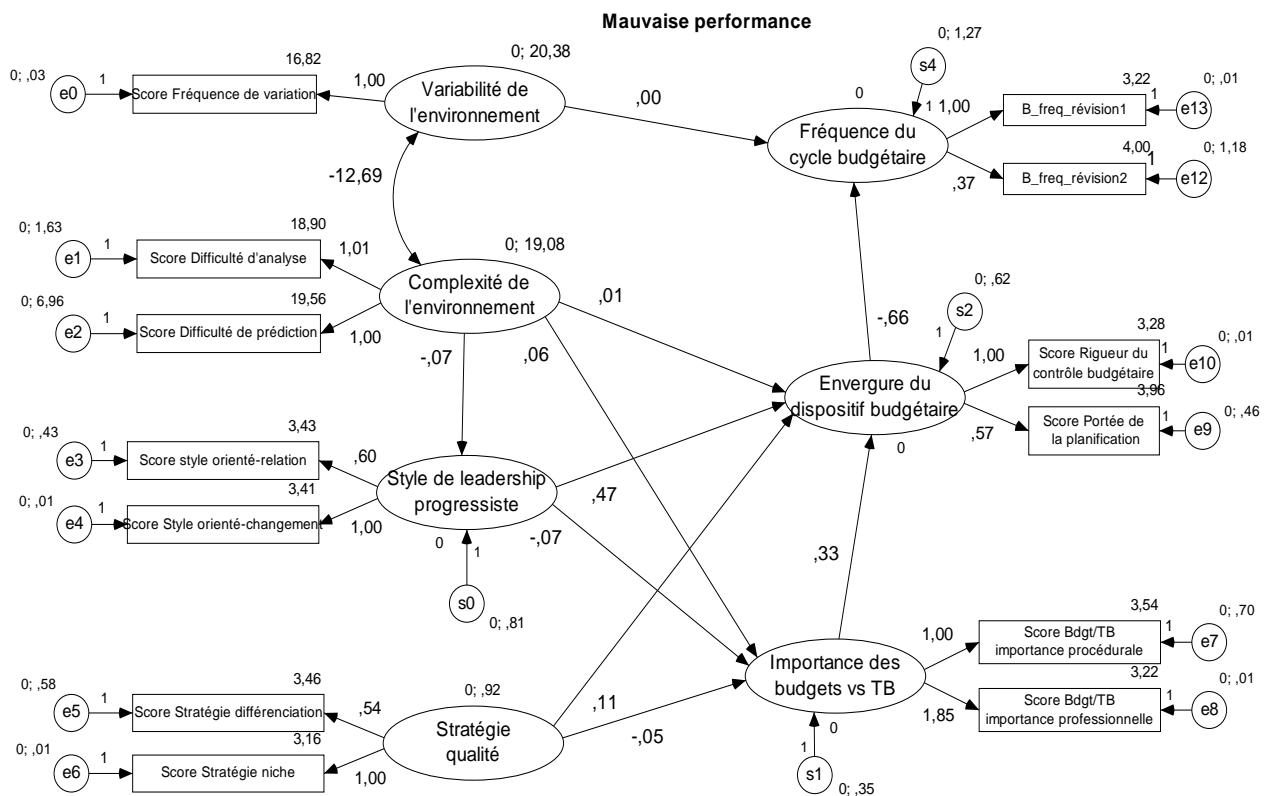 Mauvaise performance
0; ,03
e0
1
16,82
Score Fréquence de variation
1,00
0; 20,38
Variabilité de
l'environnement
,00
0; 1,27
s4
0
1
Fréquence du
cycle budgétaire
1,00
3,22
B_freq_révision1
1
0; ,01
e13
,37
4,00
B_freq_révision2
1
0; 1,18
e12
-12,69
0; 1,63
e1
1
18,90
Score Difficulté d'analyse
1,01
0; 6,96
e2
1
19,56
Score Difficulté de prédiction
1,00
0; 19,08
Complexité de
l'environnement
,01
-,07
,06
-,66
0; ,62
s2
1
Envergure du
dispositif budgétaire
0
1,00
3,28
Score Rigueur du
contrôle budgétaire
1
0; ,01
e10
,57
3,96
Score Portée de
la planification
1
0; ,46
e9
0; ,43
e3
1
3,43
Score style orienté-relation
,60
0; ,01
e4
1
3,41
Score Style orienté-changement
1,00
Style de leadership
progressiste
0
1
s0
0; ,81
,47
-,07
,33
0; ,58
e5
1
3,46
Score Stratégie différenciation
,54
0; ,01
e6
1
3,16
Score Stratégie niche
1,00
0; ,92
Stratégie
qualité
,11
-,05
Importance des
budgets vs TB
0
1
s1
0; ,35
1,00
3,54
Score Bdgt/TB
importance procédurale
1
0; ,70
e7
1,85
3,22
Score Bdgt/TB
importance professionnelle
1
0; ,01
e8